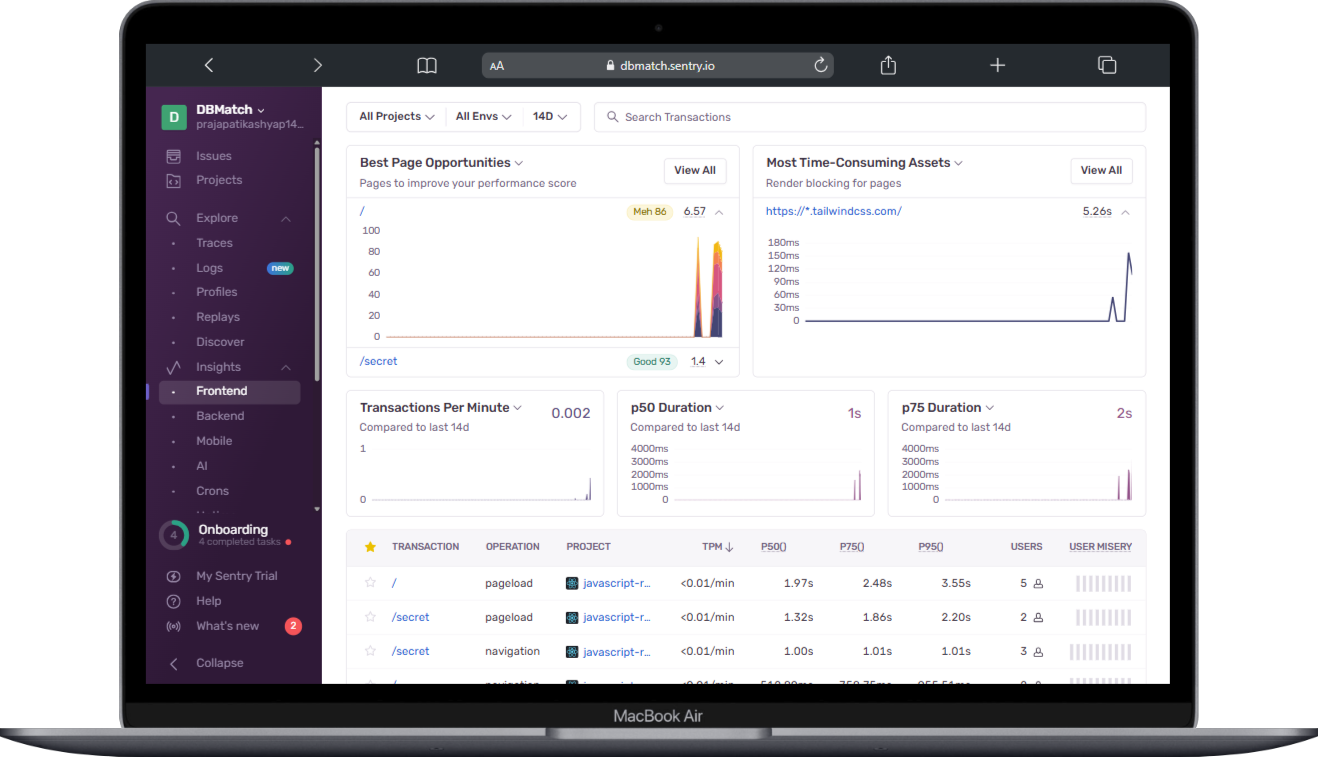 AA dbmatch.sentry.io
D DBMatch
prajapatikashyap14...
Issues
Projects
Explore
Traces
Logs new
Profiles
Replays
Discover
Insights
Frontend
Backend
Mobile
AI
Crons
4 Onboarding
4 completed tasks
My Sentry Trial
Help
What's new 2
Collapse
All Projects All Envs 14D Search Transactions
Best Page Opportunities View All
Pages to improve your performance score
/ Meh 86 6.57
100
80
60
40
20
0
/secret Good 93 1.4
Most Time-Consuming Assets View All
Render blocking for pages
https://*.tailwindcss.com/ 5.26s
180ms
150ms
120ms
90ms
60ms
30ms
0
Transactions Per Minute 0.002
Compared to last 14d
1
0
p50 Duration 1s
Compared to last 14d
4000ms
3000ms
2000ms
1000ms
0
p75 Duration 2s
Compared to last 14d
4000ms
3000ms
2000ms
1000ms
0
TRANSACTION OPERATION PROJECT TPM P50() P75() P95() USERS USER MISERY
/ pageload javascript-r... <0.01/min 1.97s 2.48s 3.55s 5
/secret pageload javascript-r... <0.01/min 1.32s 1.86s 2.20s 2
/secret navigation javascript-r... <0.01/min 1.00s 1.01s 1.01s 3
MacBook Air